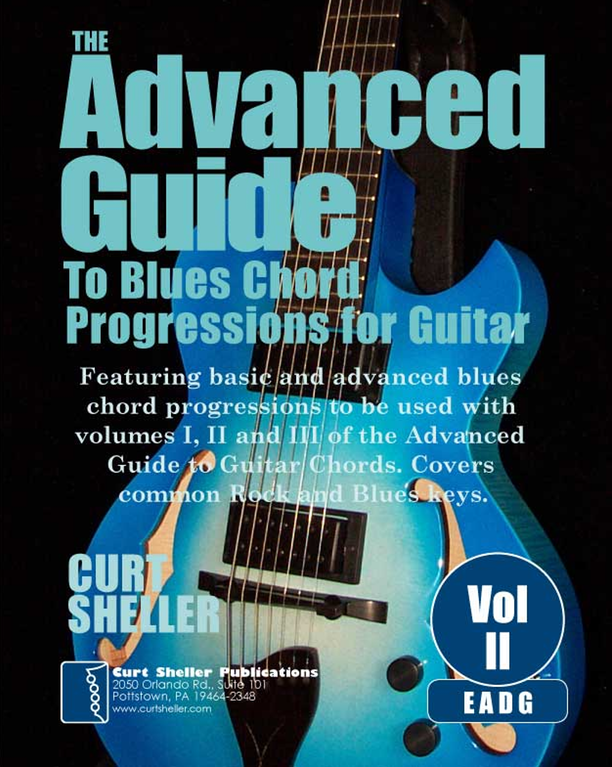 THE
Advanced
Guide
To Blues Chord
Progressions for Guitar
Featuring basic and advanced blues
chord progressions to be used with
volumes I, II and III of the Advanced
Guide to Guitar Chords. Covers
common Rock and Blues keys.
CURT
SHELLER
Vol
II
EADG
Curt Sheller Publications
2050 Orlando Rd., Suite 101
Pottstown, PA 19464-2348
www.curtsheller.com